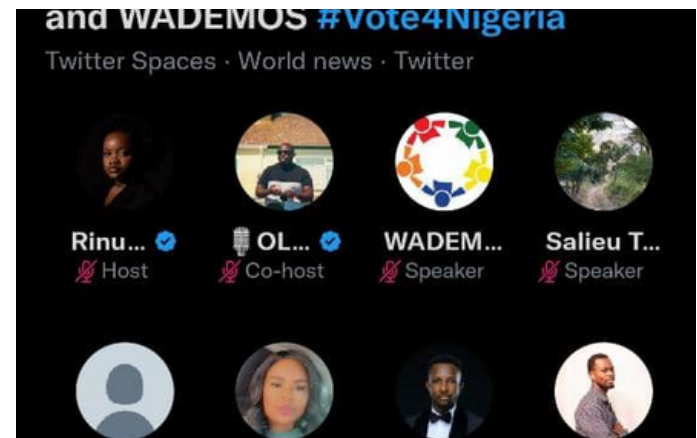 and WADEMOS #Vote4Nigeria
Twitter Spaces · World news · Twitter
Rinu... OL... WADEM... Salieu T...
Host Co-host Speaker Speaker